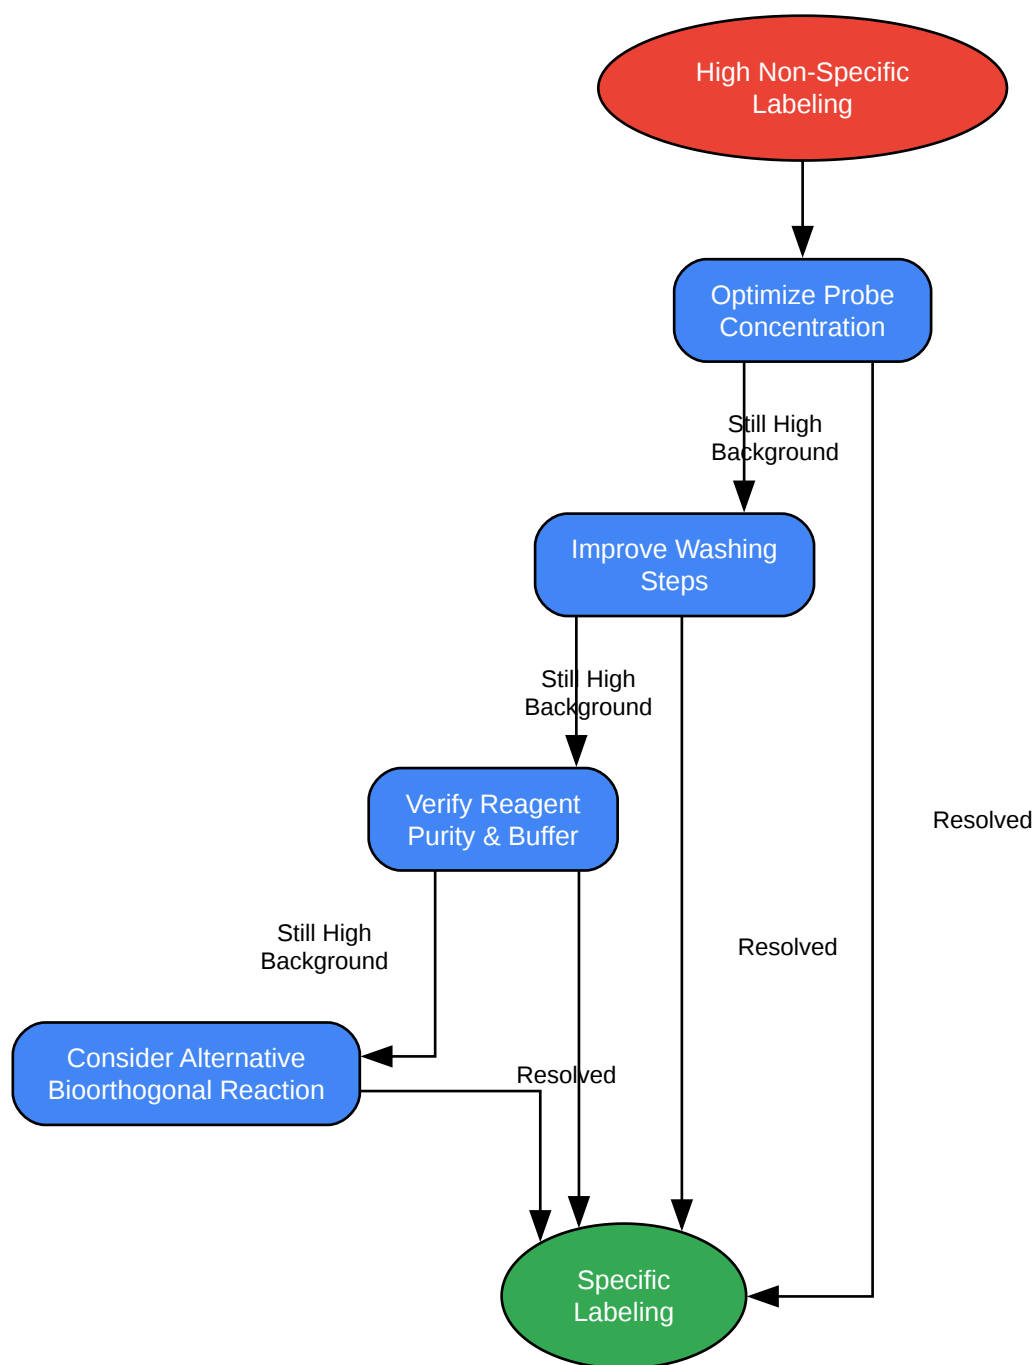 High Non-Specific
Labeling
Optimize Probe
Concentration
Still High
Background
Improve Washing
Steps
Still High
Background
Verify Reagent
Purity & Buffer
Resolved
Still High
Background
Resolved
Consider Alternative
Bioorthogonal Reaction
Resolved
Specific
Labeling